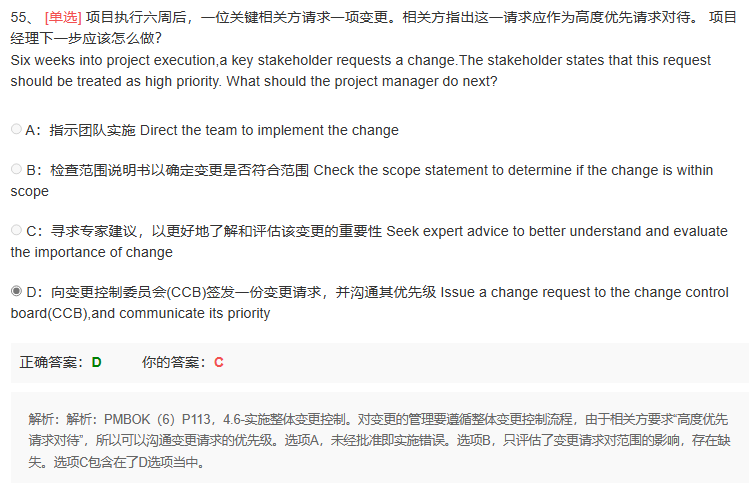 55、 [单选] 项目执行六周后，一位关键相关方请求一项变更。相关方指出这一请求应作为高度优先请求对待。 项目
经理下一步应该怎么做？
Six weeks into project execution,a key stakeholder requests a change.The stakeholder states that this request
should be treated as high priority. What should the project manager do next?
A：指示团队实施 Direct the team to implement the change
B：检查范围说明书以确定变更是否符合范围 Check the scope statement to determine if the change is within
scope
C：寻求专家建议，以更好地了解和评估该变更的重要性 Seek expert advice to better understand and evaluate
the importance of change
D：向变更控制委员会(CCB)签发一份变更请求，并沟通其优先级 Issue a change request to the change control
board(CCB),and communicate its priority
正确答案：D 你的答案：C
解析：解析：PMBOK（6）P113，4.6-实施整体变更控制。对变更的管理要遵循整体变更控制流程，由于相关方要求“高度优先
请求对待”，所以可以沟通变更请求的优先级。选项A，未经批准即实施错误。选项B，只评估了变更请求对范围的影响，存在缺
失。选项C包含在了D选项当中。